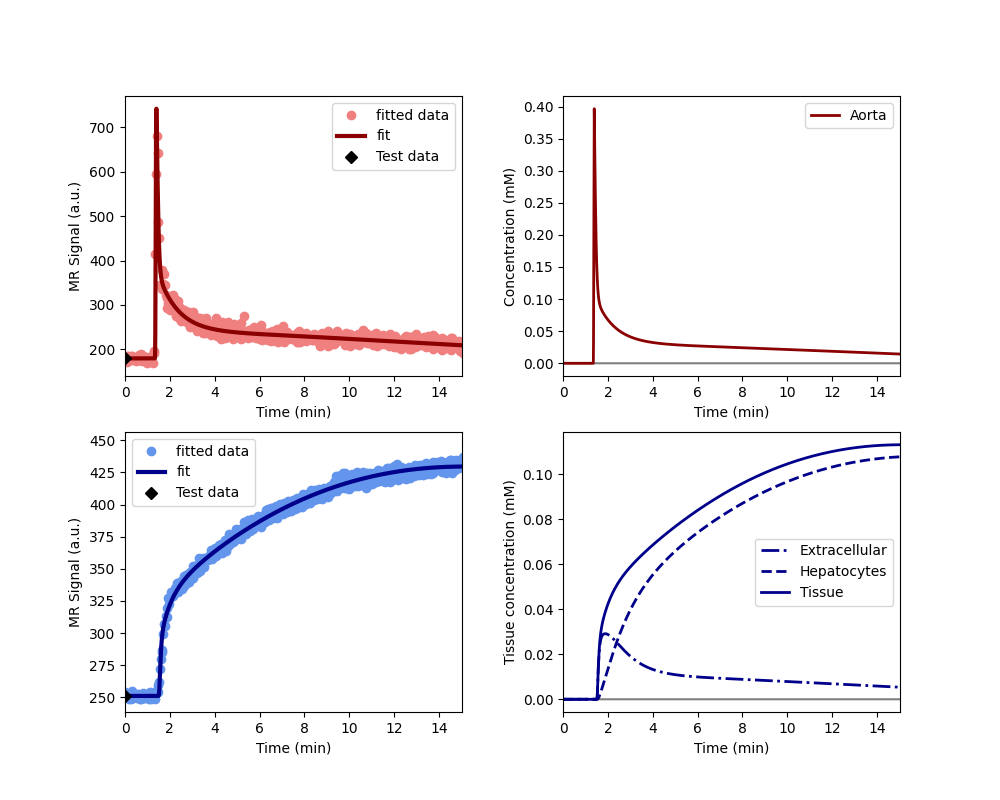 MR Signal (a.u.)
700
600
500
400
300
200
0 2 4 6 8 10 12 14
Time (min)
fitted data
fit
Test data
Concentration (mM)
0.40
0.35
0.30
0.25
0.20
0.15
0.10
0.05
0.00
0 2 4 6 8 10 12 14
Time (min)
Aorta
MR Signal (a.u.)
450
425
400
375
350
325
300
275
250
0 2 4 6 8 10 12 14
Time (min)
fitted data
fit
Test data
Tissue concentration (mM)
0.10
0.08
0.06
0.04
0.02
0.00
0 2 4 6 8 10 12 14
Time (min)
Extracellular
Hepatocytes
Tissue